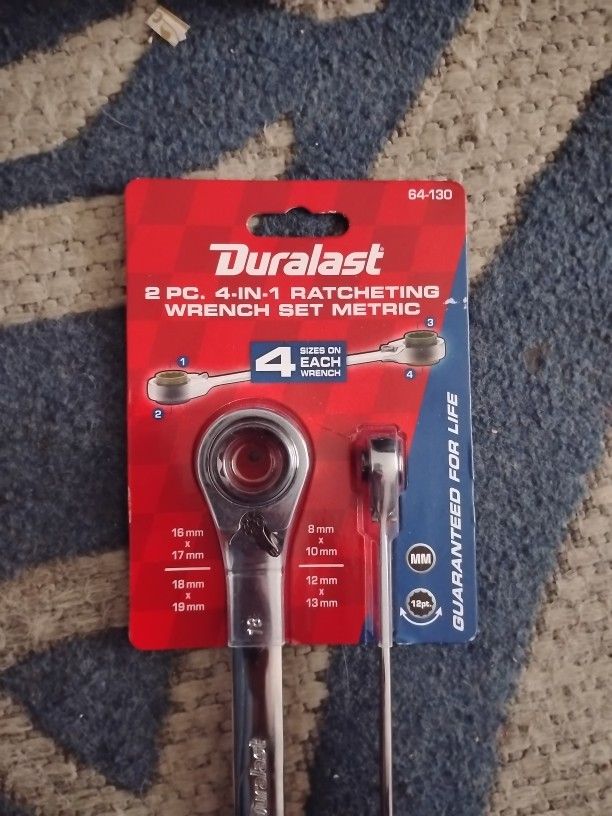 64-130
Duralast
2 PC. 4-IN-1 RATCHETING
WRENCH SET METRIC
1
2
4
SIZES ON
EACH
WRENCH
3
4
16 mm
x
17 mm
18 mm
x
19 mm
8 mm
x
10 mm
12 mm
x
13 mm
MM
12pt.
GUARANTEED FOR LIFE
18
Duralast